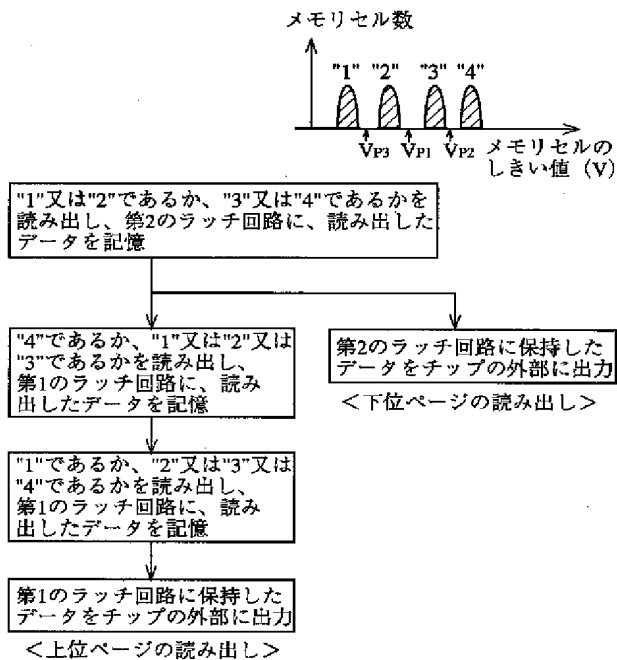 メモリセル数
"1" "2" "3" "4"
VP3 VP1 VP2
メモリセルの
しきい値 (V)
"1"又は"2"であるか、"3"又は"4"であるかを
読み出し、第2のラッチ回路に、読み出した
データを記憶
"4"であるか、"1"又は"2"又は
"3"であるかを読み出し、
第1のラッチ回路に、読み
出したデータを記憶
第2のラッチ回路に保持した
データをチップの外部に出力
＜下位ページの読み出し＞
"1"であるか、"2"又は"3"又は
"4"であるかを読み出し、
第1のラッチ回路に、読み
出したデータを記憶
第1のラッチ回路に保持した
データをチップの外部に出力
＜上位ページの読み出し＞